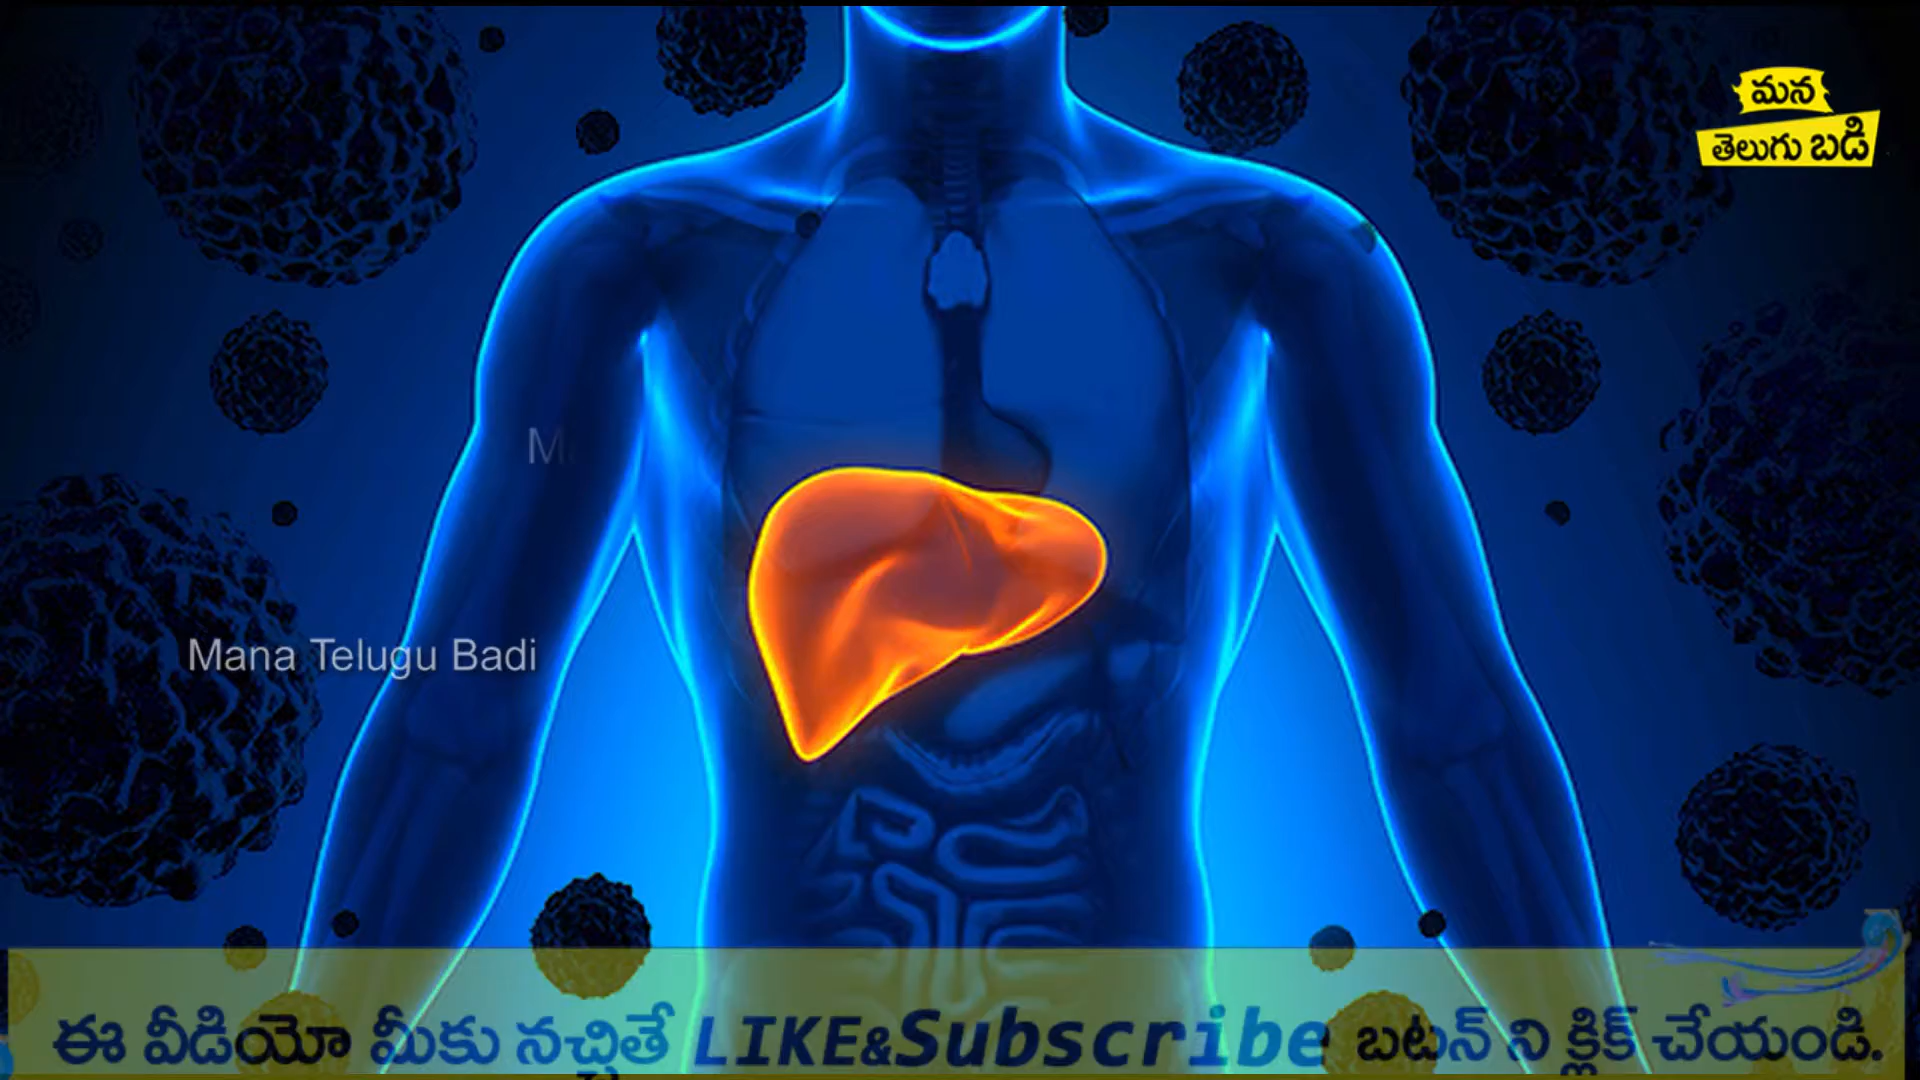 మన
తెలుగు బడి
M
Mana Telugu Badi
ఈ వీడియో మీకు నచ్చితే LIKE&Subscribe బటన్ ని క్లిక్ చేయండి.